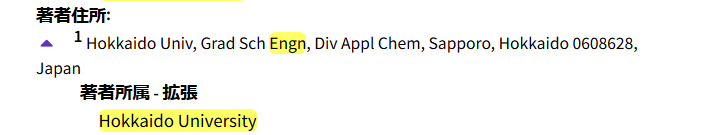 著者住所:
▲ 1 Hokkaido Univ, Grad Sch Engn, Div Appl Chem, Sapporo, Hokkaido 0608628,
Japan
著者所属 - 拡張
Hokkaido University